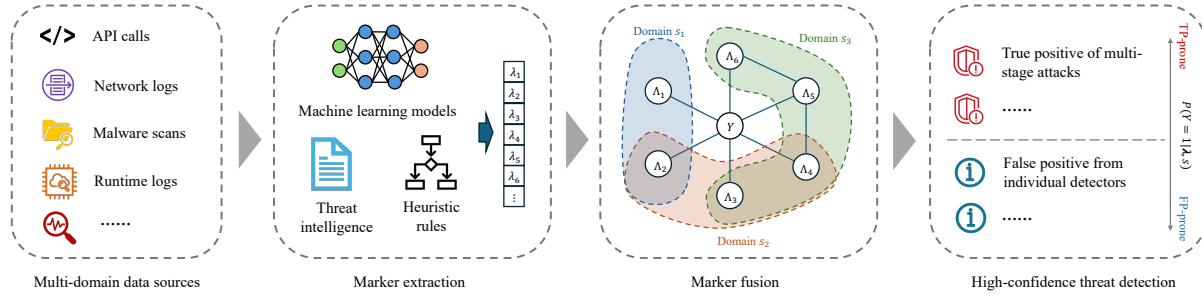 API calls
Network logs
Malware scans
Runtime logs
......
Multi-domain data sources
Machine learning models
Threat
intelligence
Heuristic
rules
λ₁
λ₂
λ₃
λ₄
λ₅
λ₆
⋮
Marker extraction
Domain s₁
Domain s₃
Λ₆
Λ₁
Λ₅
Y
Λ₂
Λ₄
Λ₃
Domain s₂
Marker fusion
True positive of multi-
stage attacks
......
False positive from
individual detectors
......
TP-prone
P(Y = 1|λ, s)
FP-prone
High-confidence threat detection